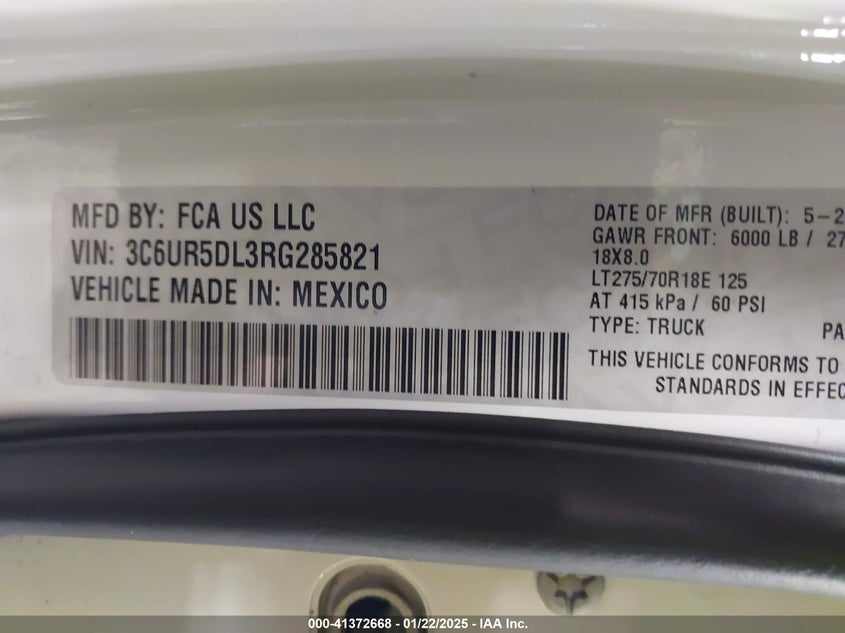 MFD BY: FCA US LLC
VIN: 3C6UR5DL3RG285821
VEHICLE MADE IN: MEXICO
DATE OF MFR (BUILT): 5-2
GAWR FRONT: 6000 LB / 27
18X8.0
LT275/70R18E 125
AT 415 kPa / 60 PSI
TYPE: TRUCK PA
THIS VEHICLE CONFORMS TO
STANDARDS IN EFFEC
000-41372668 - 01/22/2025 - IAA Inc.